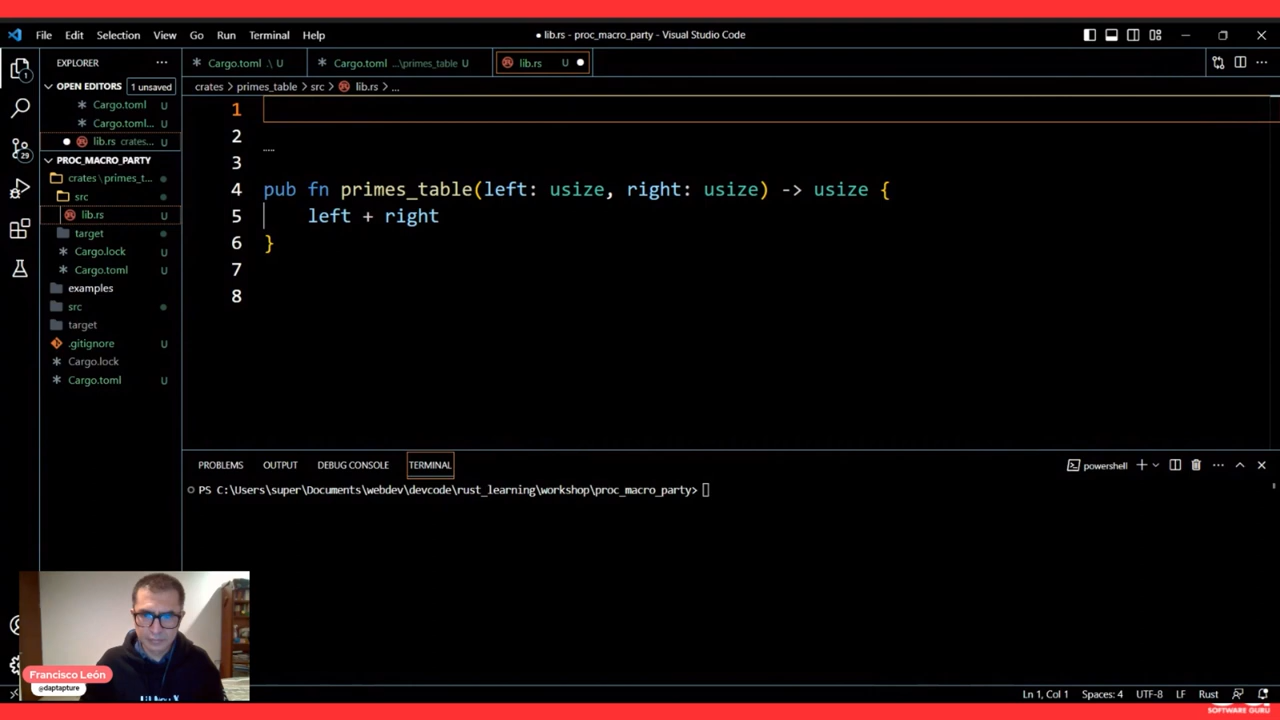 File Edit Selection View Go Run Terminal Help
● lib.rs - proc_macro_party - Visual Studio Code
EXPLORER
OPEN EDITORS 1 unsaved
Cargo.toml U
Cargo.toml... U
lib.rs crates... U
PROC_MACRO_PARTY
crates \ primes_t...
src
lib.rs U
target
Cargo.lock U
Cargo.toml U
examples
src
target
.gitignore U
Cargo.lock
Cargo.toml U
1
29
Cargo.toml .\ U
Cargo.toml ...\primes_table U
lib.rs U
crates > primes_table > src > lib.rs > ...
1
2
3
4 pub fn primes_table(left: usize, right: usize) -> usize {
5 left + right
6 }
7
8
PROBLEMS OUTPUT DEBUG CONSOLE TERMINAL
powershell
PS C:\Users\super\Documents\webdev\devcode\rust_learning\workshop\proc_macro_party>
Francisco León
@daptapture
Ln 1, Col 1 Spaces: 4 UTF-8 LF Rust
SOFTWARE GURU